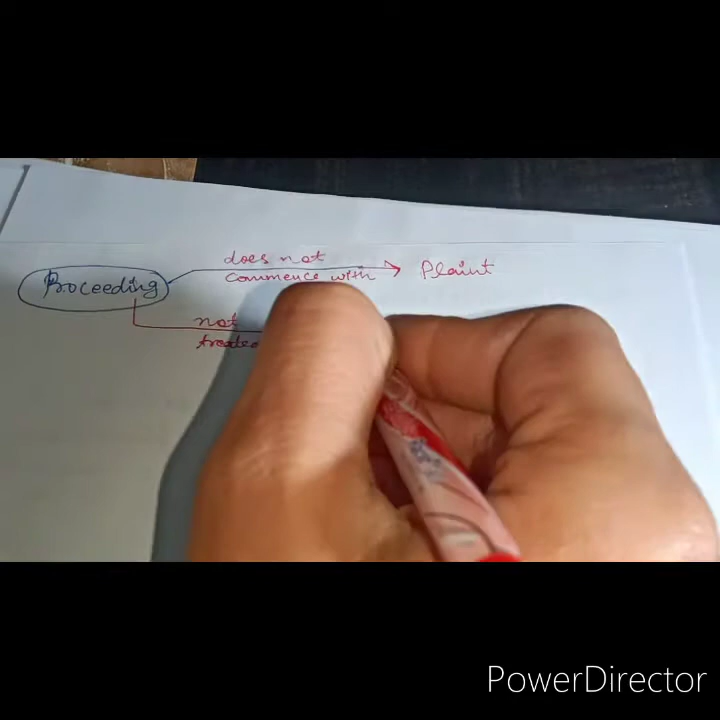 does not
Proceeding commence with Plaint
not
PowerDirector